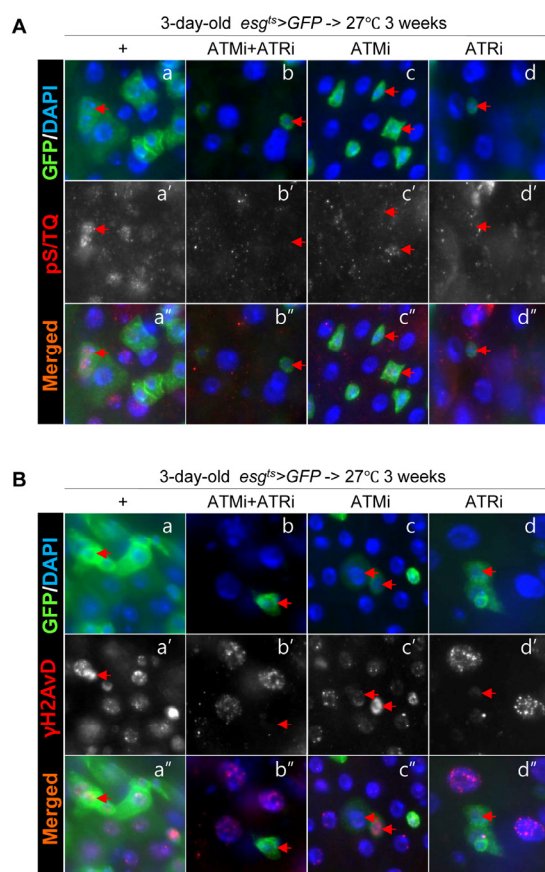 A
3-day-old esgts>GFP -> 27℃ 3 weeks
+ ATMi+ATRi ATMi ATRi
GFP/DAPI
a b c d
pS/TQ
a' b' c' d'
Merged
a" b" c" d"
B
3-day-old esgts>GFP -> 27℃ 3 weeks
+ ATMi+ATRi ATMi ATRi
GFP/DAPI
a b c d
γH2AvD
a' b' c' d'
Merged
a" b" c" d"